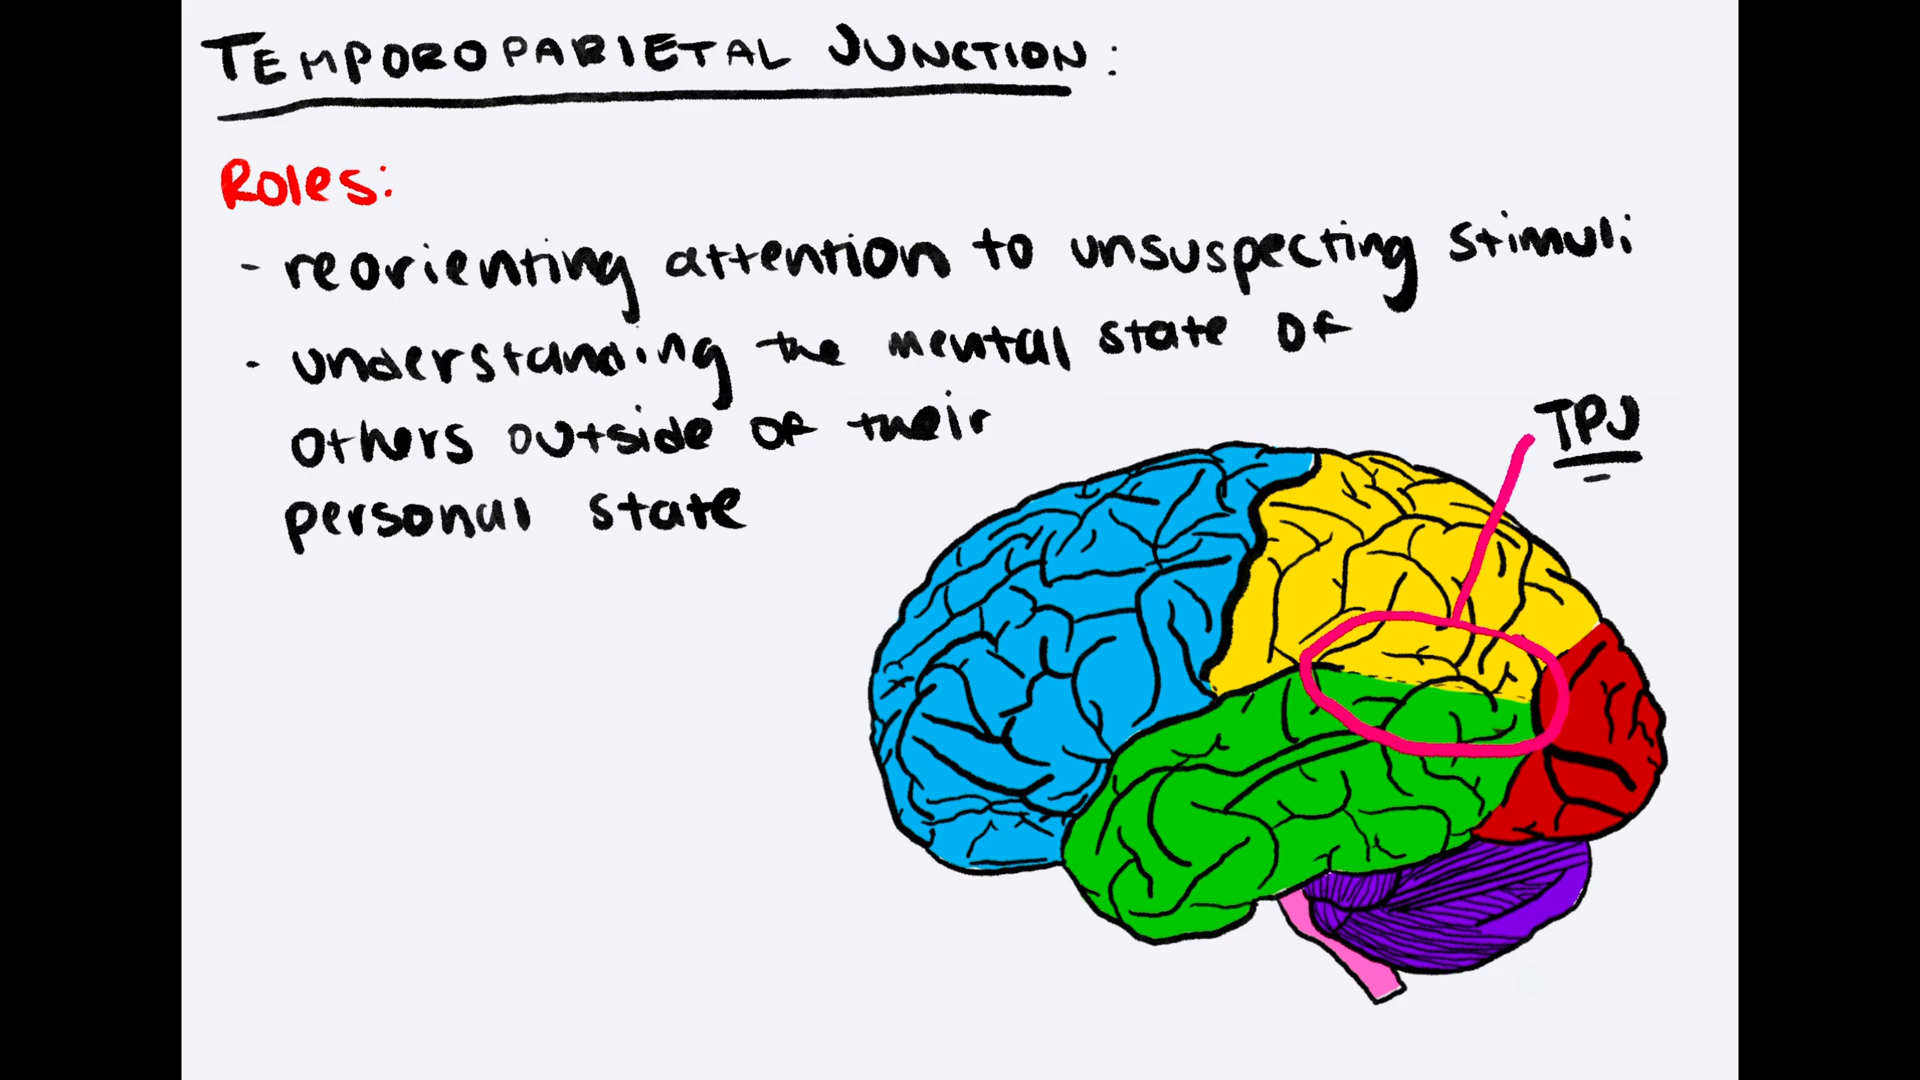 TEMPOROPARIETAL JUNCTION:
Roles:
- reorienting attention to unsuspecting stimuli
- understanding the mental state of
others outside of their
personal state
TPJ